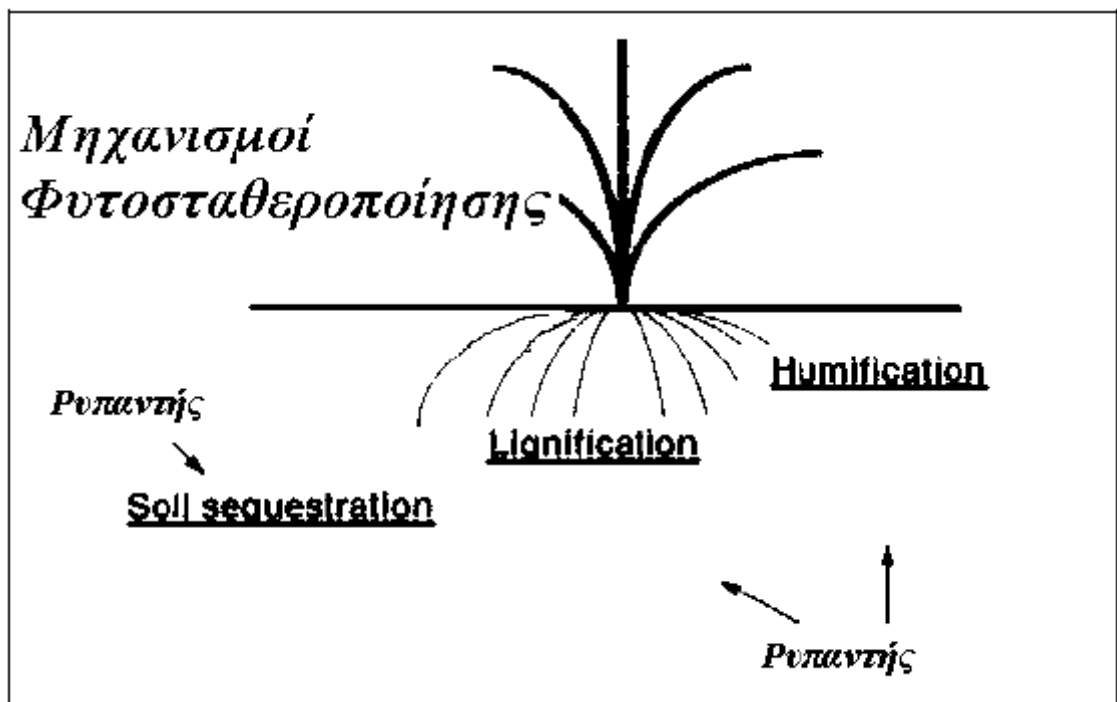 Μηχανισμοί
Φυτοσταθεροποίησης
Humification
Ρυπαντής
Lignification
Soil sequestration
Ρυπαντής